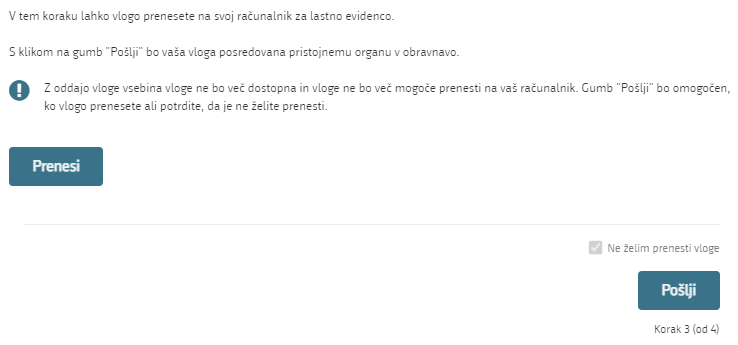 V tem koraku lahko vlogo prenesete na svoj računalnik za lastno evidenco.
S klikom na gumb "Pošlji" bo vaša vloga posredovana pristojnemu organu v obravnavo.
Z oddajo vloge vsebina vloge ne bo več dostopna in vloge ne bo več mogoče prenesti na vaš računalnik. Gumb "Pošlji" bo omogočen,
ko vlogo prenesete ali potrdite, da je ne želite prenesti.
Prenesi
Ne želim prenesti vloge
Pošlji
Korak 3 (od 4)